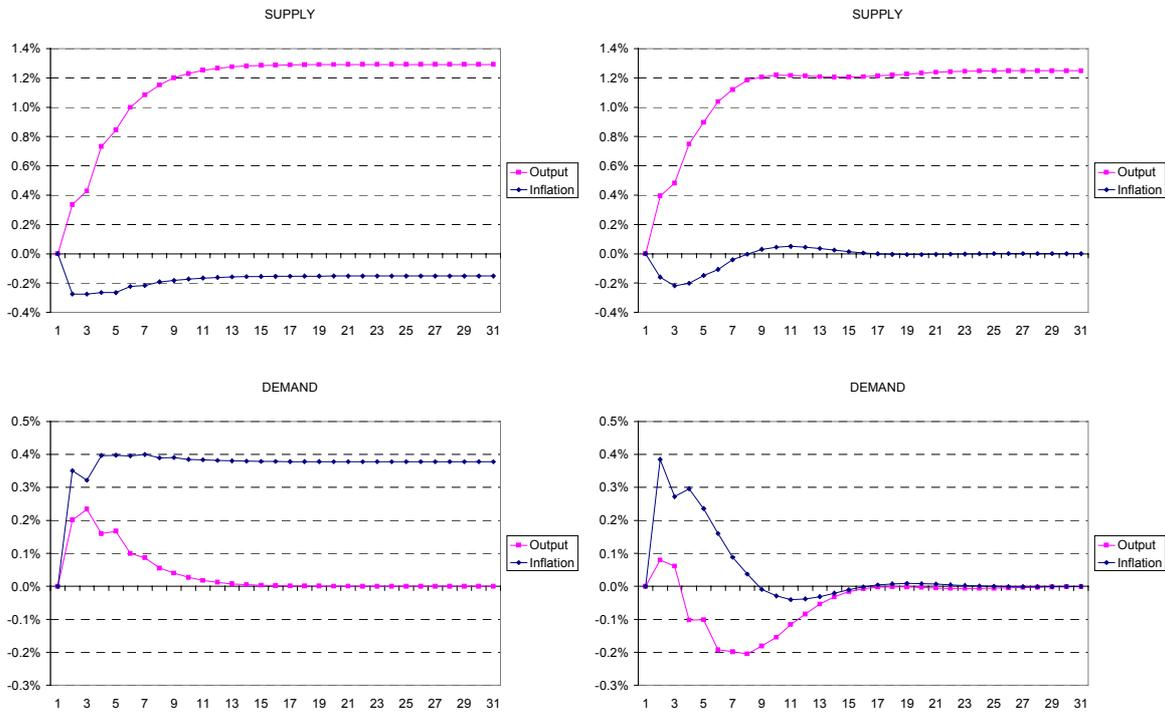 SUPPLY
1.4%
1.2%
1.0%
0.8%
0.6%
0.4%
0.2%
0.0%
-0.2%
-0.4%
1 3 5 7 9 11 13 15 17 19 21 23 25 27 29 31
Output
Inflation
SUPPLY
1.4%
1.2%
1.0%
0.8%
0.6%
0.4%
0.2%
0.0%
-0.2%
-0.4%
1 3 5 7 9 11 13 15 17 19 21 23 25 27 29 31
Output
Inflation
DEMAND
0.5%
0.4%
0.3%
0.2%
0.1%
0.0%
-0.1%
-0.2%
-0.3%
1 3 5 7 9 11 13 15 17 19 21 23 25 27 29 31
Output
Inflation
DEMAND
0.5%
0.4%
0.3%
0.2%
0.1%
0.0%
-0.1%
-0.2%
-0.3%
1 3 5 7 9 11 13 15 17 19 21 23 25 27 29 31
Output
Inflation